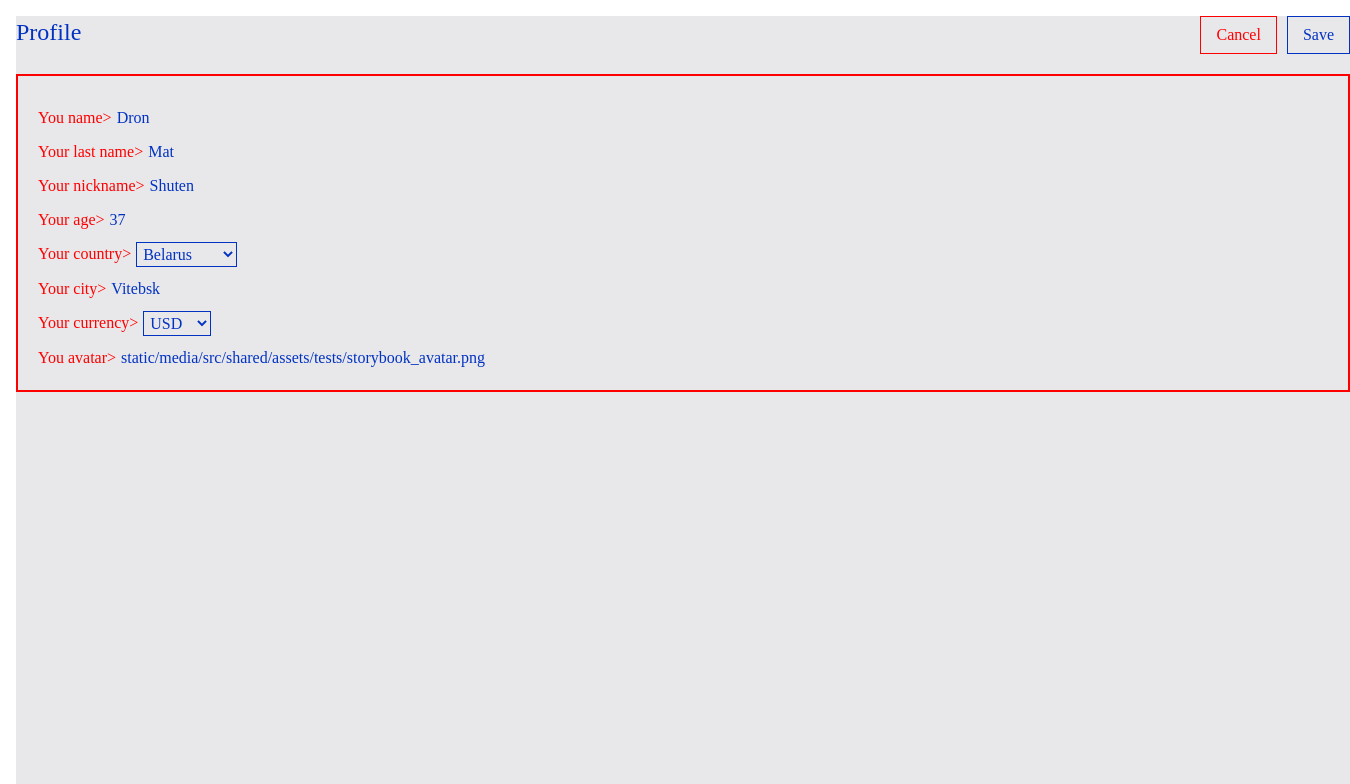 Profile
Cancel
Save
You name> Dron
Your last name> Mat
Your nickname> Shuten
Your age> 37
Your country> Belarus
Your city> Vitebsk
Your currency> USD
You avatar> static/media/src/shared/assets/tests/storybook_avatar.png